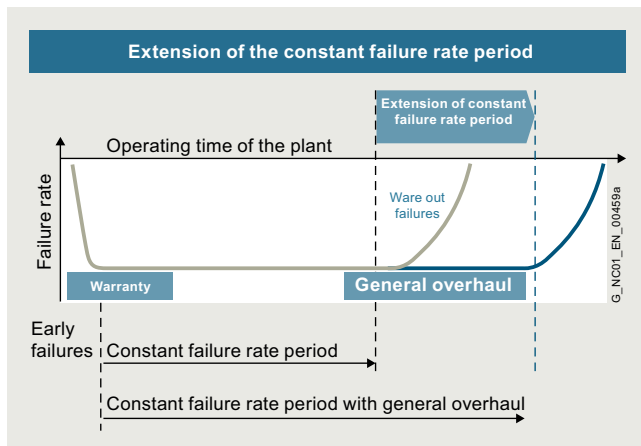 Extension of the constant failure rate period
Extension of constant
failure rate period
Operating time of the plant
Failure rate
Ware out
failures
G_NC01_EN_00459a
Warranty
General overhaul
Early
failures
Constant failure rate period
Constant failure rate period with general overhaul